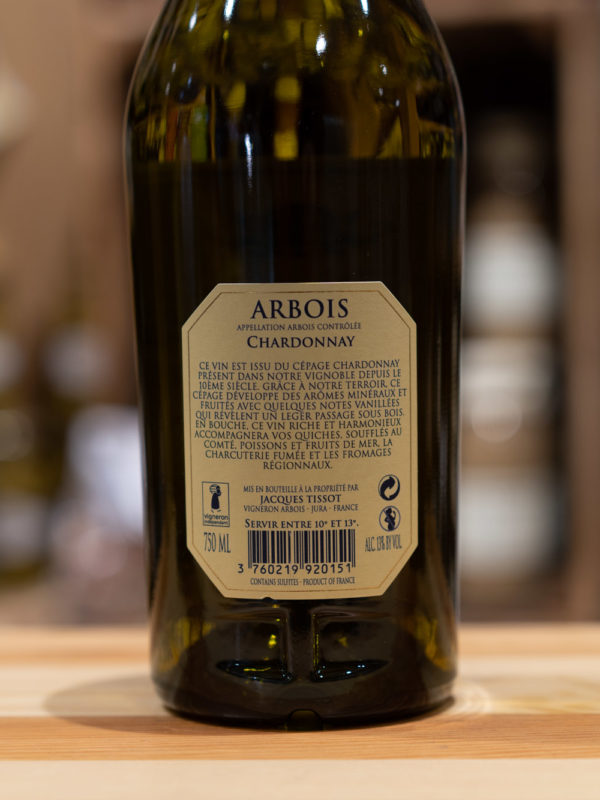 ARBOIS
APPELLATION ARBOIS CONTRÔLÉE
CHARDONNAY
CE VIN EST ISSU DU CÉPAGE CHARDONNAY
PRÉSENT DANS NOTRE VIGNOBLE DEPUIS LE
10ÈME SIÈCLE. GRÂCE À NOTRE TERROIR, CE
CÉPAGE DÉVELOPPE DES ARÔMES MINÉRAUX ET
FRUITÉS AVEC QUELQUES NOTES VANILLÉES
QUI RÉVÈLENT UN LÉGER PASSAGE SOUS BOIS.
EN BOUCHE, CE VIN RICHE ET HARMONIEUX
ACCOMPAGNERA VOS QUICHES, SOUFFLÉS AU
COMTÉ, POISSONS ET FRUITS DE MER, LA
CHARCUTERIE FUMÉE ET LES FROMAGES
RÉGIONNAUX.
MIS EN BOUTEILLE À LA PROPRIÉTÉ PAR
JACQUES TISSOT
VIGNERON ARBOIS - JURA - FRANCE
vigneron
indépendant
SERVIR ENTRE 10° ET 13°.
750 ML
ALC. 13% BY VOL
3 760219 920151
CONTAINS SULFITES - PRODUCT OF FRANCE